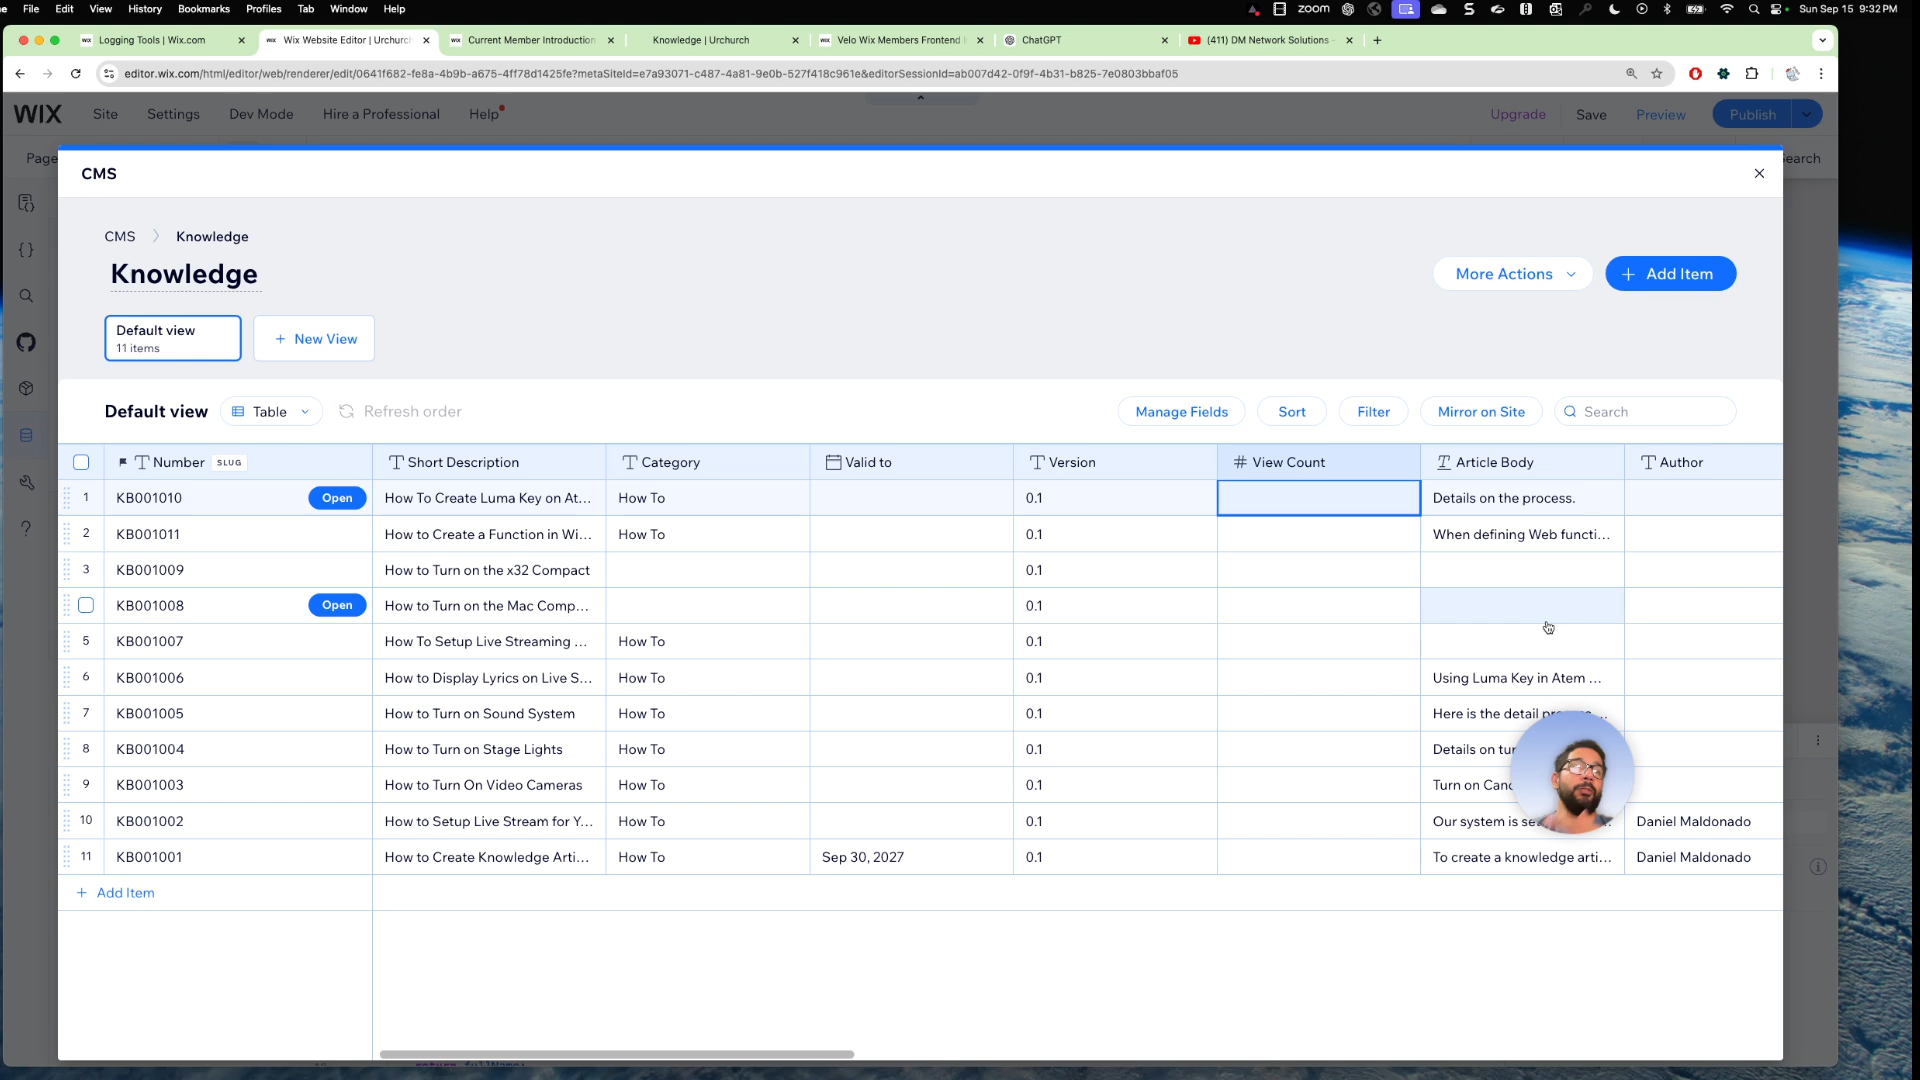 File Edit View History Bookmarks Profiles Tab Window Help
zoom
Sun Sep 15 9:32 PM
Logging Tools | Wix.com
Wix Website Editor | Urchurch
Current Member Introduction
Knowledge | Urchurch
Velo Wix Members Frontend
ChatGPT
(411) DM Network Solutions -
editor.wix.com/html/editor/web/renderer/edit/0641f682-fe8a-4b9b-a675-4ff78d1425fe?metaSiteId=e7a93071-c487-4a81-9e0b-527f418c961e&editorSessionId=ab007d42-0f9f-4b31-b825-7e0803bbaf05
WIX Site Settings Dev Mode Hire a Professional Help
Upgrade Save Preview Publish
Page
earch
CMS
CMS Knowledge
Knowledge
More Actions
+ Add Item
Default view
11 items
+ New View
Default view
Table
Refresh order
Manage Fields
Sort
Filter
Mirror on Site
Search
Number SLUG Short Description Category Valid to Version # View Count Article Body Author
1 KB001010 Open How To Create Luma Key on At... How To 0.1 Details on the process.
2 KB001011 How to Create a Function in Wi... How To 0.1 When defining Web functi...
3 KB001009 How to Turn on the x32 Compact 0.1
KB001008 Open How to Turn on the Mac Comp... 0.1
5 KB001007 How To Setup Live Streaming ... How To 0.1
6 KB001006 How to Display Lyrics on Live S... How To 0.1 Using Luma Key in Atem ...
7 KB001005 How to Turn on Sound System How To 0.1 Here is the detail
8 KB001004 How to Turn on Stage Lights How To 0.1 Details on tur
9 KB001003 How to Turn On Video Cameras How To 0.1 Turn on Canc
10 KB001002 How to Setup Live Stream for Y... How To 0.1 Our system is se Daniel Maldonado
11 KB001001 How to Create Knowledge Arti... How To Sep 30, 2027 0.1 To create a knowledge arti... Daniel Maldonado
+ Add Item